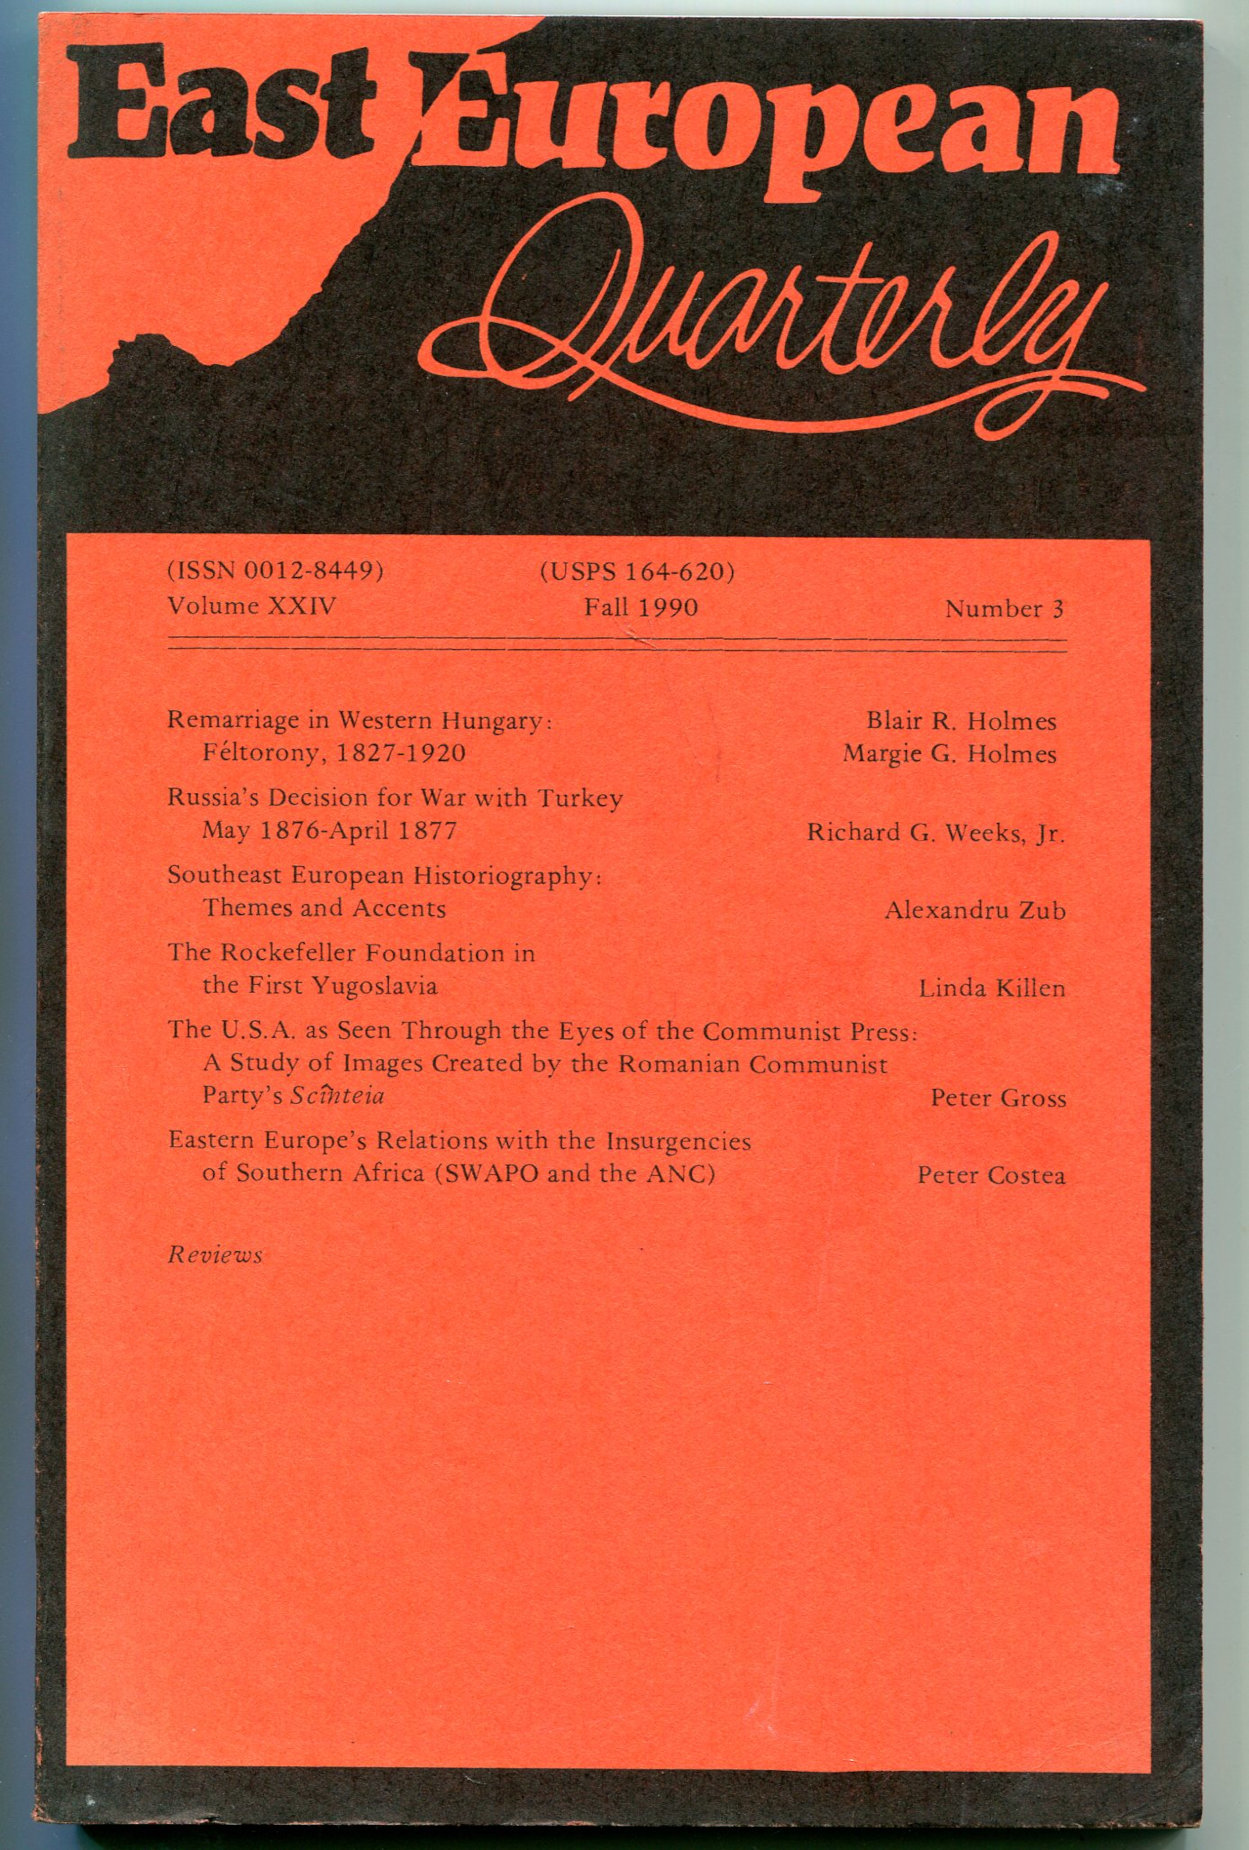 East European
Quarterly
(ISSN 0012-8449) (USPS 164-620)
Volume XXIV Fall 1990 Number 3
Remarriage in Western Hungary: Blair R. Holmes
Féltorony, 1827-1920 Margie G. Holmes
Russia's Decision for War with Turkey
May 1876-April 1877 Richard G. Weeks, Jr.
Southeast European Historiography:
Themes and Accents Alexandru Zub
The Rockefeller Foundation in
the First Yugoslavia Linda Killen
The U.S.A. as Seen Through the Eyes of the Communist Press:
A Study of Images Created by the Romanian Communist
Party's Scînteia Peter Gross
Eastern Europe's Relations with the Insurgencies
of Southern Africa (SWAPO and the ANC) Peter Costea
Reviews